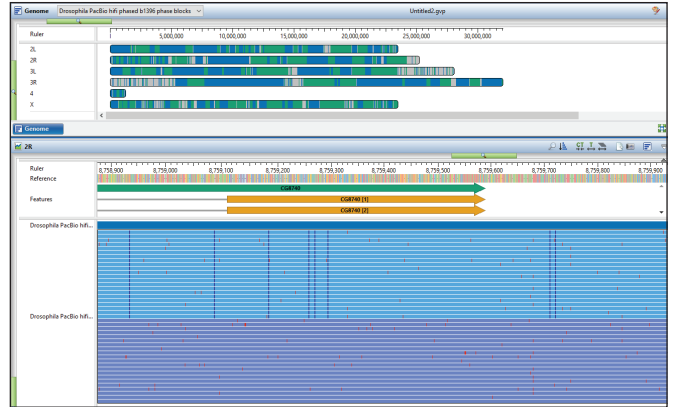 Genome Drosophila PacBio hifi phased b1396 phase blocks Untitled2.gvp
Ruler 5,000,000 10,000,000 15,000,000 20,000,000 25,000,000 30,000,000
2L
2R
3L
3R
4
X
Genome
2R
Ruler 8,758,900 8,759,000 8,759,100 8,759,200 8,759,300 8,759,400 8,759,500 8,759,600 8,759,700 8,759,800 8,759,900
Reference
CG8740
Features CG8740 [1]
CG8740 [2]
Drosophila PacBio hifi...
Drosophila PacBio hifi...